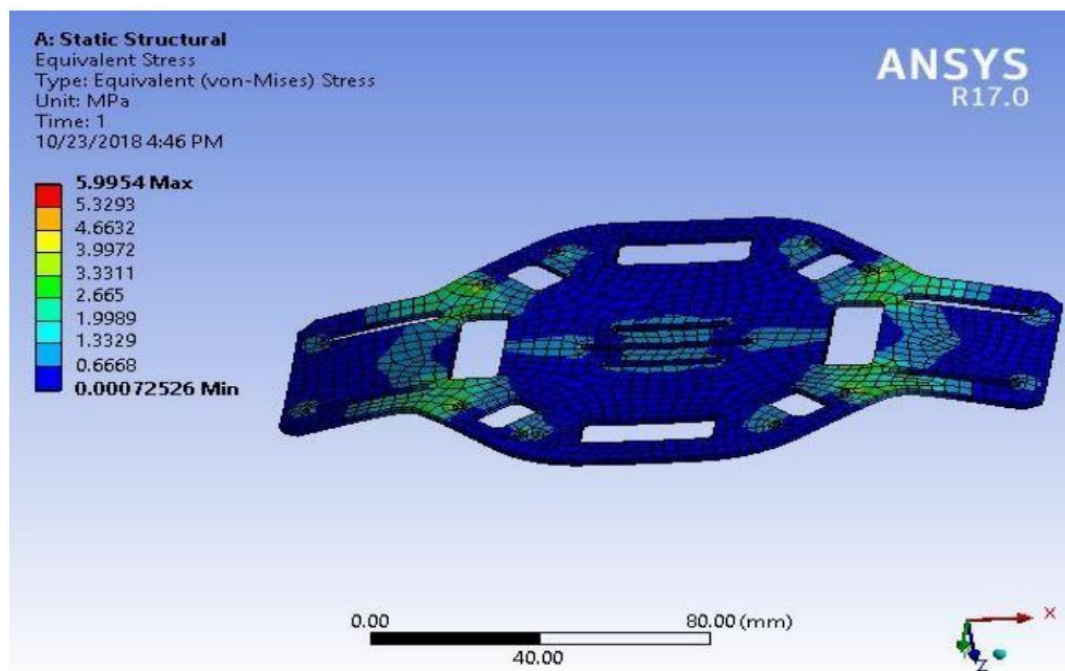 A: Static Structural
Equivalent Stress
Type: Equivalent (von-Mises) Stress
Unit: MPa
Time: 1
10/23/2018 4:46 PM
ANSYS
R17.0
5.9954 Max
5.3293
4.6632
3.9972
3.3311
2.665
1.9989
1.3329
0.6668
0.00072526 Min
0.00
80.00 (mm)
40.00
X
Z